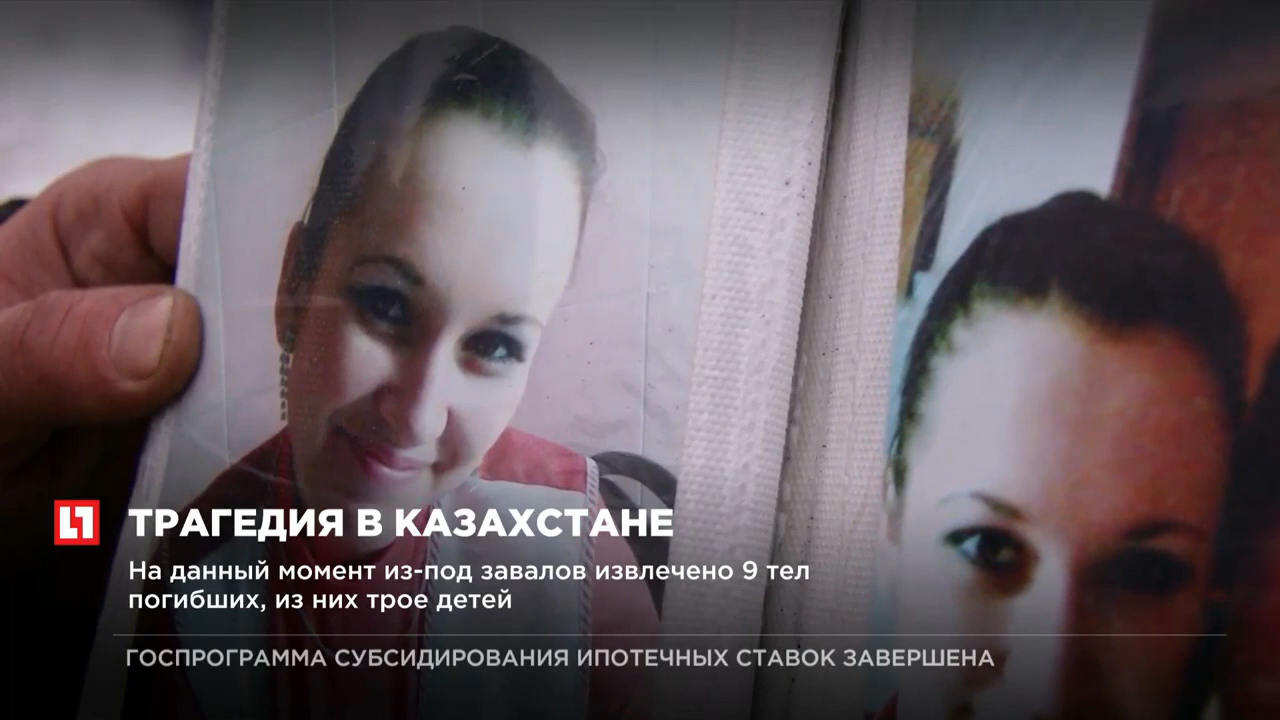 ТРАГЕДИЯ В КАЗАХСТАНЕ
На данный момент из-под завалов извлечено 9 тел
погибших, из них трое детей
ГОСПРОГРАММА СУБСИДИРОВАНИЯ ИПОТЕЧНЫХ СТАВОК ЗАВЕРШЕНА